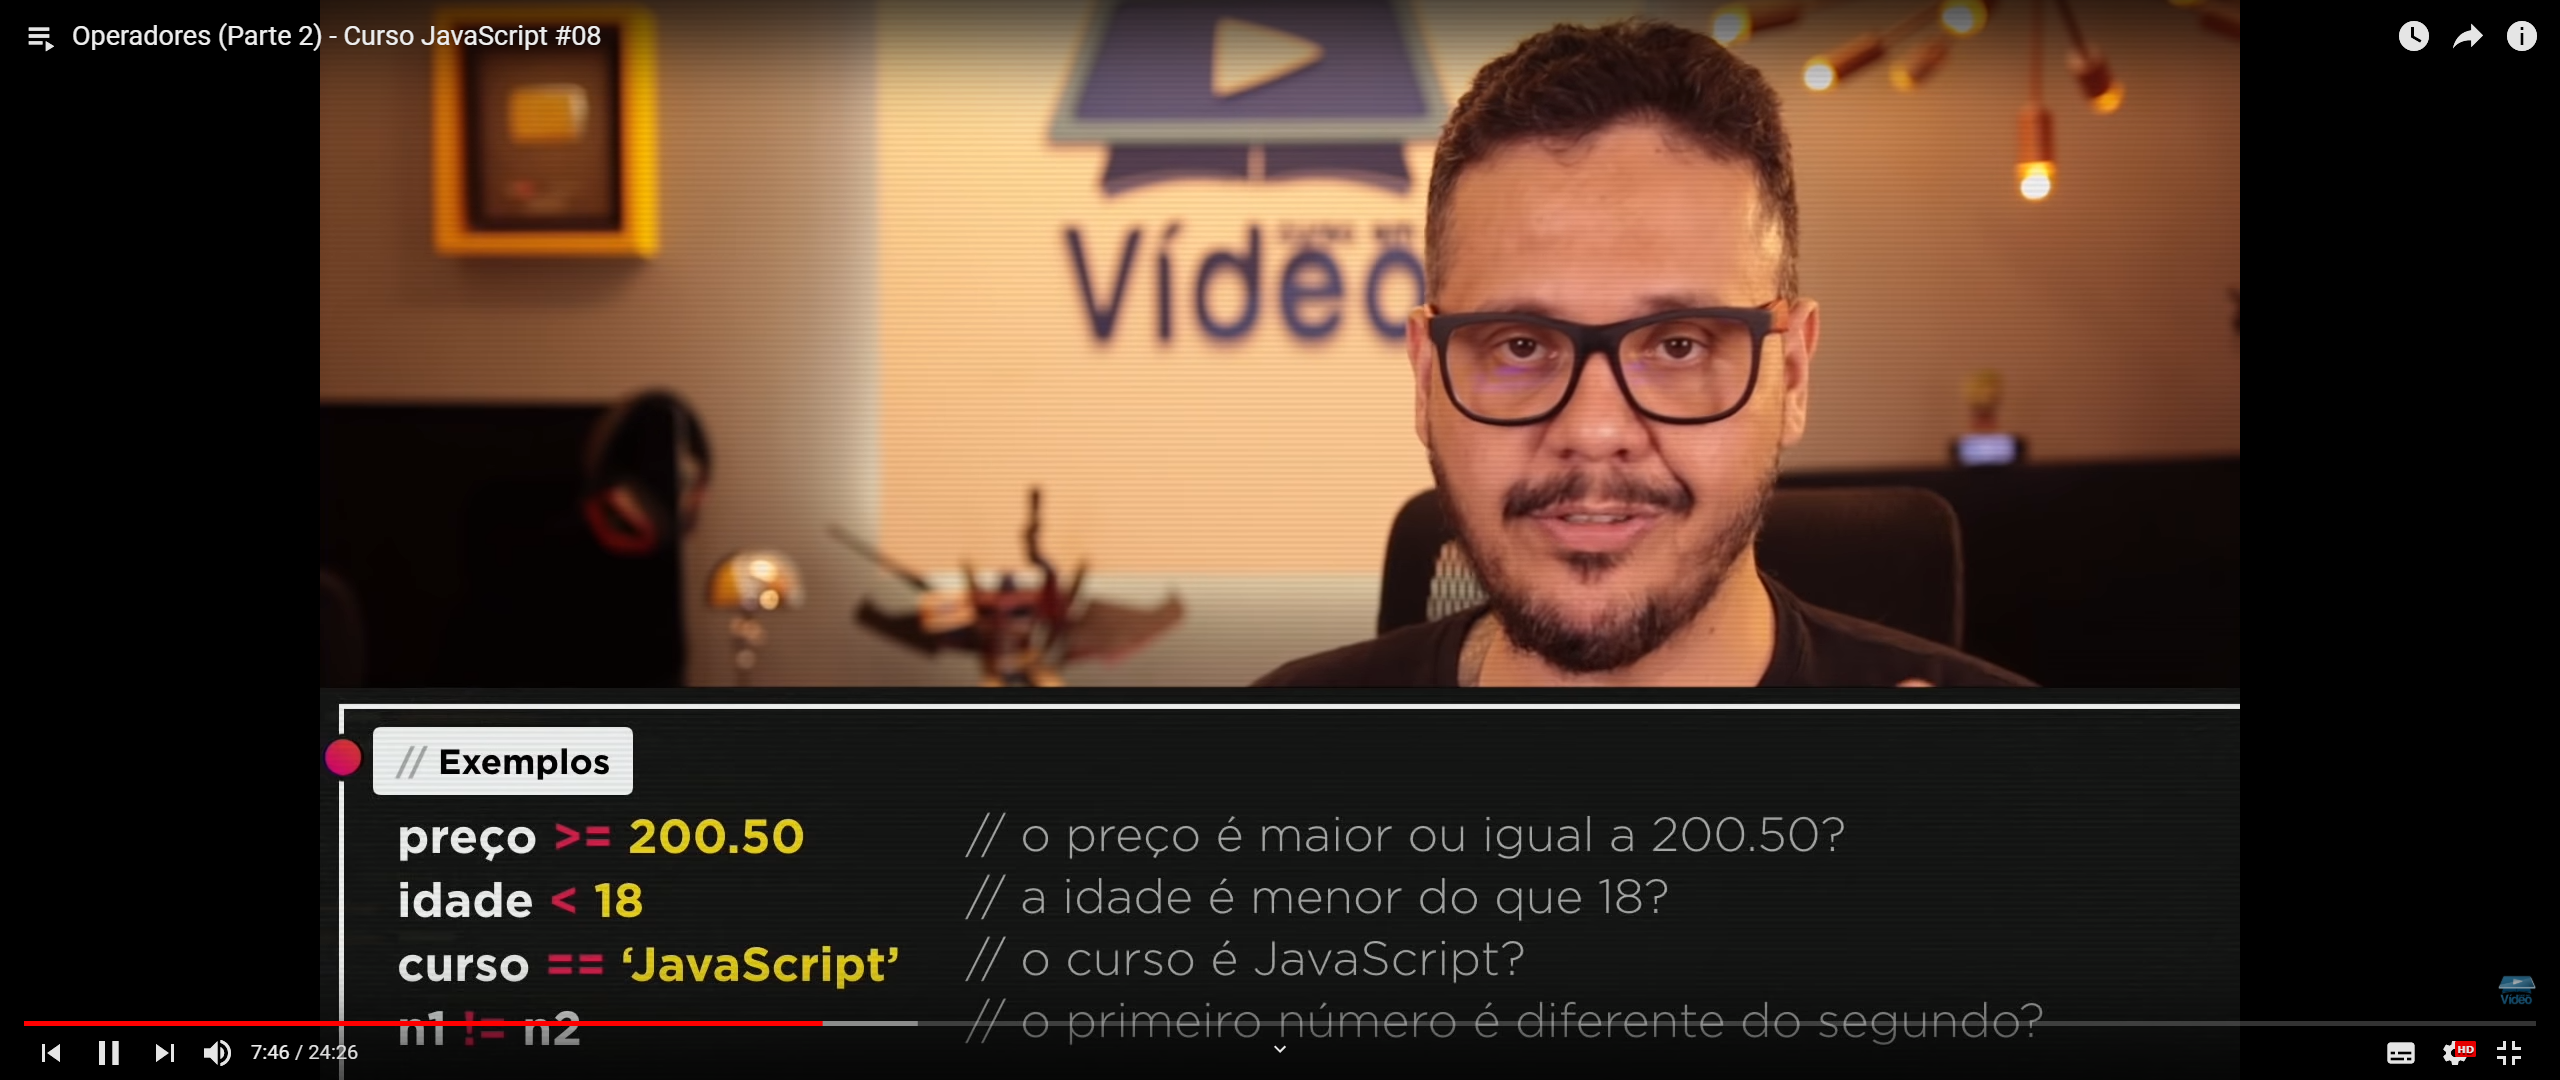 Operadores (Parte 2) - Curso JavaScript #08
Vídeo
// Exemplos
preço >= 200.50 // o preço é maior ou igual a 200.50?
idade < 18 // a idade é menor do que 18?
curso == ‘JavaScript’ // o curso é JavaScript?
n1 != n2 // o primeiro número é diferente do segundo?
Vídeo
7:46 / 24:26
HD